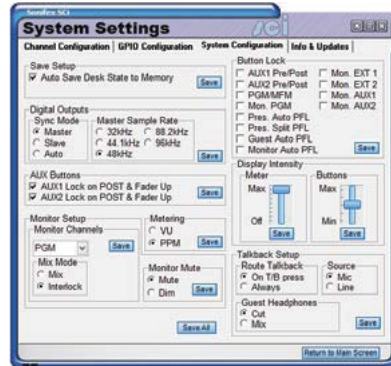 Sonifex SCi
System Settings
sci
Channel Configuration GPIO Configuration System Configuration Info & Updates
Save Setup
Auto Save Desk State to Memory
Save
Digital Outputs
Sync Mode
Master
Slave
Auto
Master Sample Rate
32kHz 88.2kHz
44.1kHz 96kHz
48kHz
Save
AUX Buttons
AUX1 Lock on POST & Fader Up
AUX2 Lock on POST & Fader Up
Save
Monitor Setup
Monitor Channels
PGM
Save
Mix Mode
Mix
Interlock
Metering
VU
PPM
Save
Monitor Mute
Mute
Dim
Save
Save All
Button Lock
AUX1 Pre/Post Mon. EXT 1
AUX2 Pre/Post Mon. EXT 2
PGM/MFM Mon. AUX1
Mon. PGM Mon. AUX2
Pres. Auto PFL
Pres. Split PFL
Guest Auto PFL
Monitor Auto PFL
Save
Display Intensity
Meter
Max
Off
Save
Buttons
Max
Min
Save
Talkback Setup
Route Talkback
On T/B press
Always
Source
Mic
Line
Guest Headphones
Cut
Mix
Save
Return to Main Screen